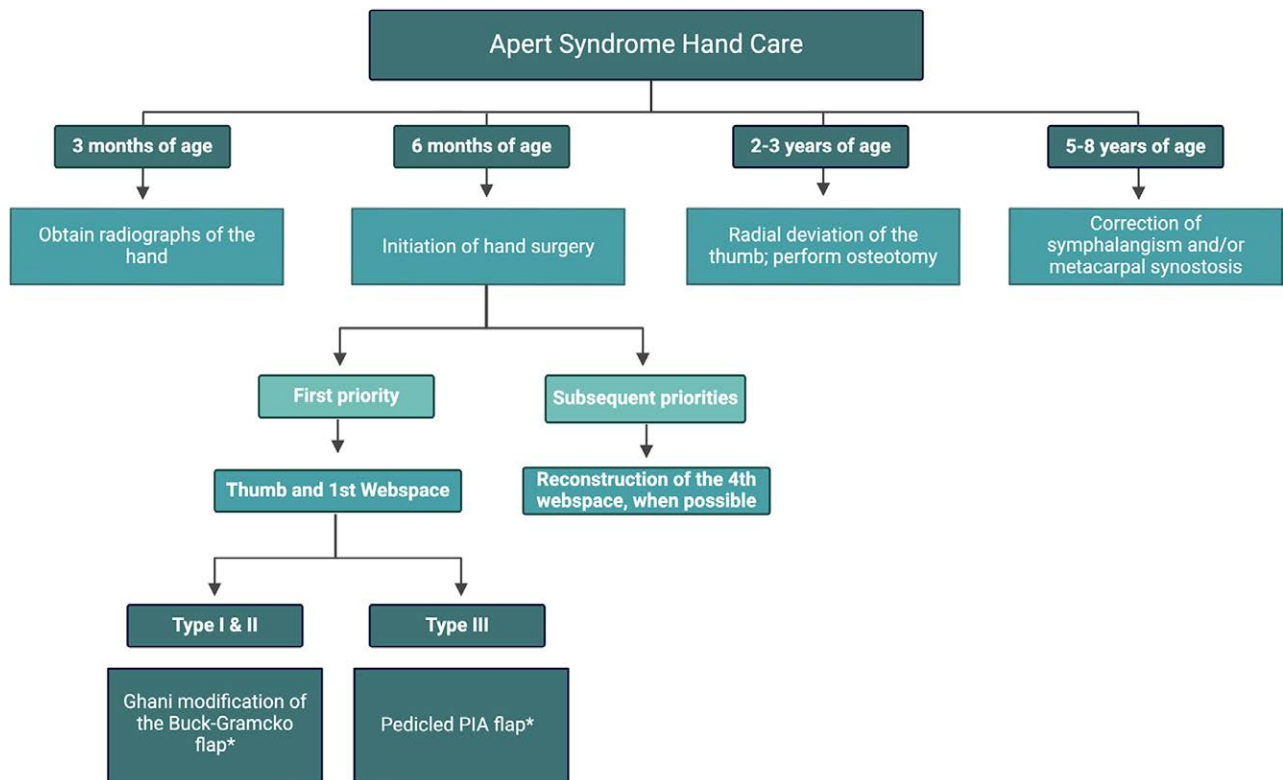 Apert Syndrome Hand Care
3 months of age
6 months of age
2-3 years of age
5-8 years of age
Obtain radiographs of the
hand
Initiation of hand surgery
Radial deviation of the
thumb; perform osteotomy
Correction of
symphalangism and/or
metacarpal synostosis
First priority
Subsequent priorities
Thumb and 1st Webspace
Reconstruction of the 4th
webspace, when possible
Type I & II
Type III
Ghani modification of
the Buck-Gramcko
flap*
Pedicled PIA flap*